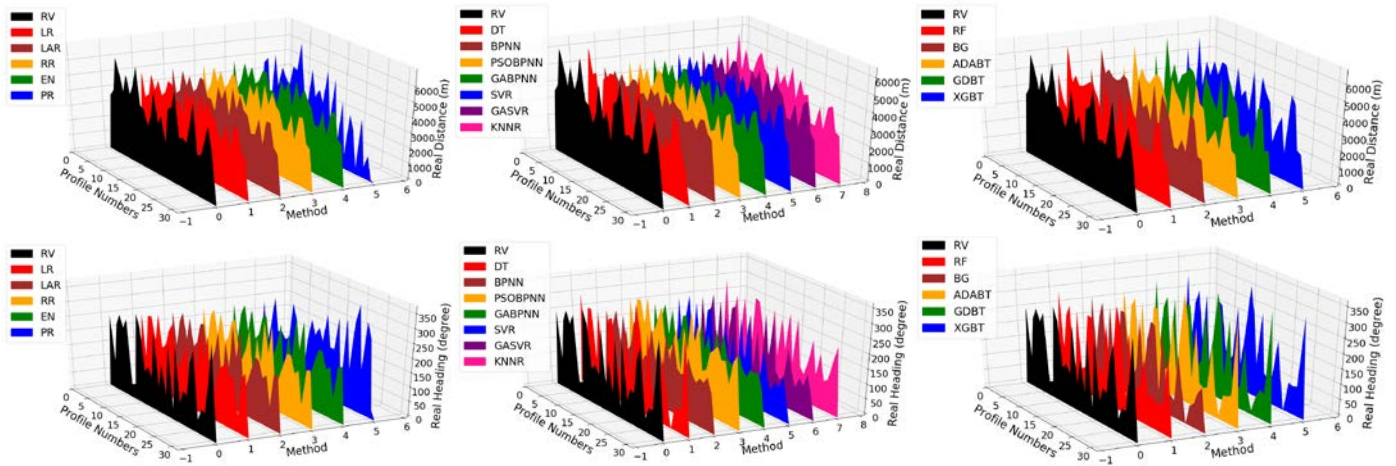 RV
LR
LAR
RR
EN
PR
0
5
10
15
20
25
30
Profile Numbers
−1
0
1
2
3
4
5
6
Method
0
1000
2000
3000
4000
5000
6000
Real Distance (m)
RV
DT
BPNN
PSOBPNN
GABPNN
SVR
GASVR
KNNR
0
5
10
15
20
25
30
Profile Numbers
−1
0
1
2
3
4
5
6
7
8
Method
0
1000
2000
3000
4000
5000
6000
Real Distance (m)
RV
RF
BG
ADABT
GDBT
XGBT
0
5
10
15
20
25
30
Profile Numbers
−1
0
1
2
3
4
5
6
Method
0
1000
2000
3000
4000
5000
6000
Real Distance (m)
RV
LR
LAR
RR
EN
PR
0
5
10
15
20
25
30
Profile Numbers
−1
0
1
2
3
4
5
6
Method
0
50
100
150
200
250
300
350
Real Heading (degree)
RV
DT
BPNN
PSOBPNN
GABPNN
SVR
GASVR
KNNR
0
5
10
15
20
25
30
Profile Numbers
−1
0
1
2
3
4
5
6
7
8
Method
0
50
100
150
200
250
300
350
Real Heading (degree)
RV
RF
BG
ADABT
GDBT
XGBT
0
5
10
15
20
25
30
Profile Numbers
−1
0
1
2
3
4
5
6
Method
0
50
100
150
200
250
300
350
Real Heading (degree)